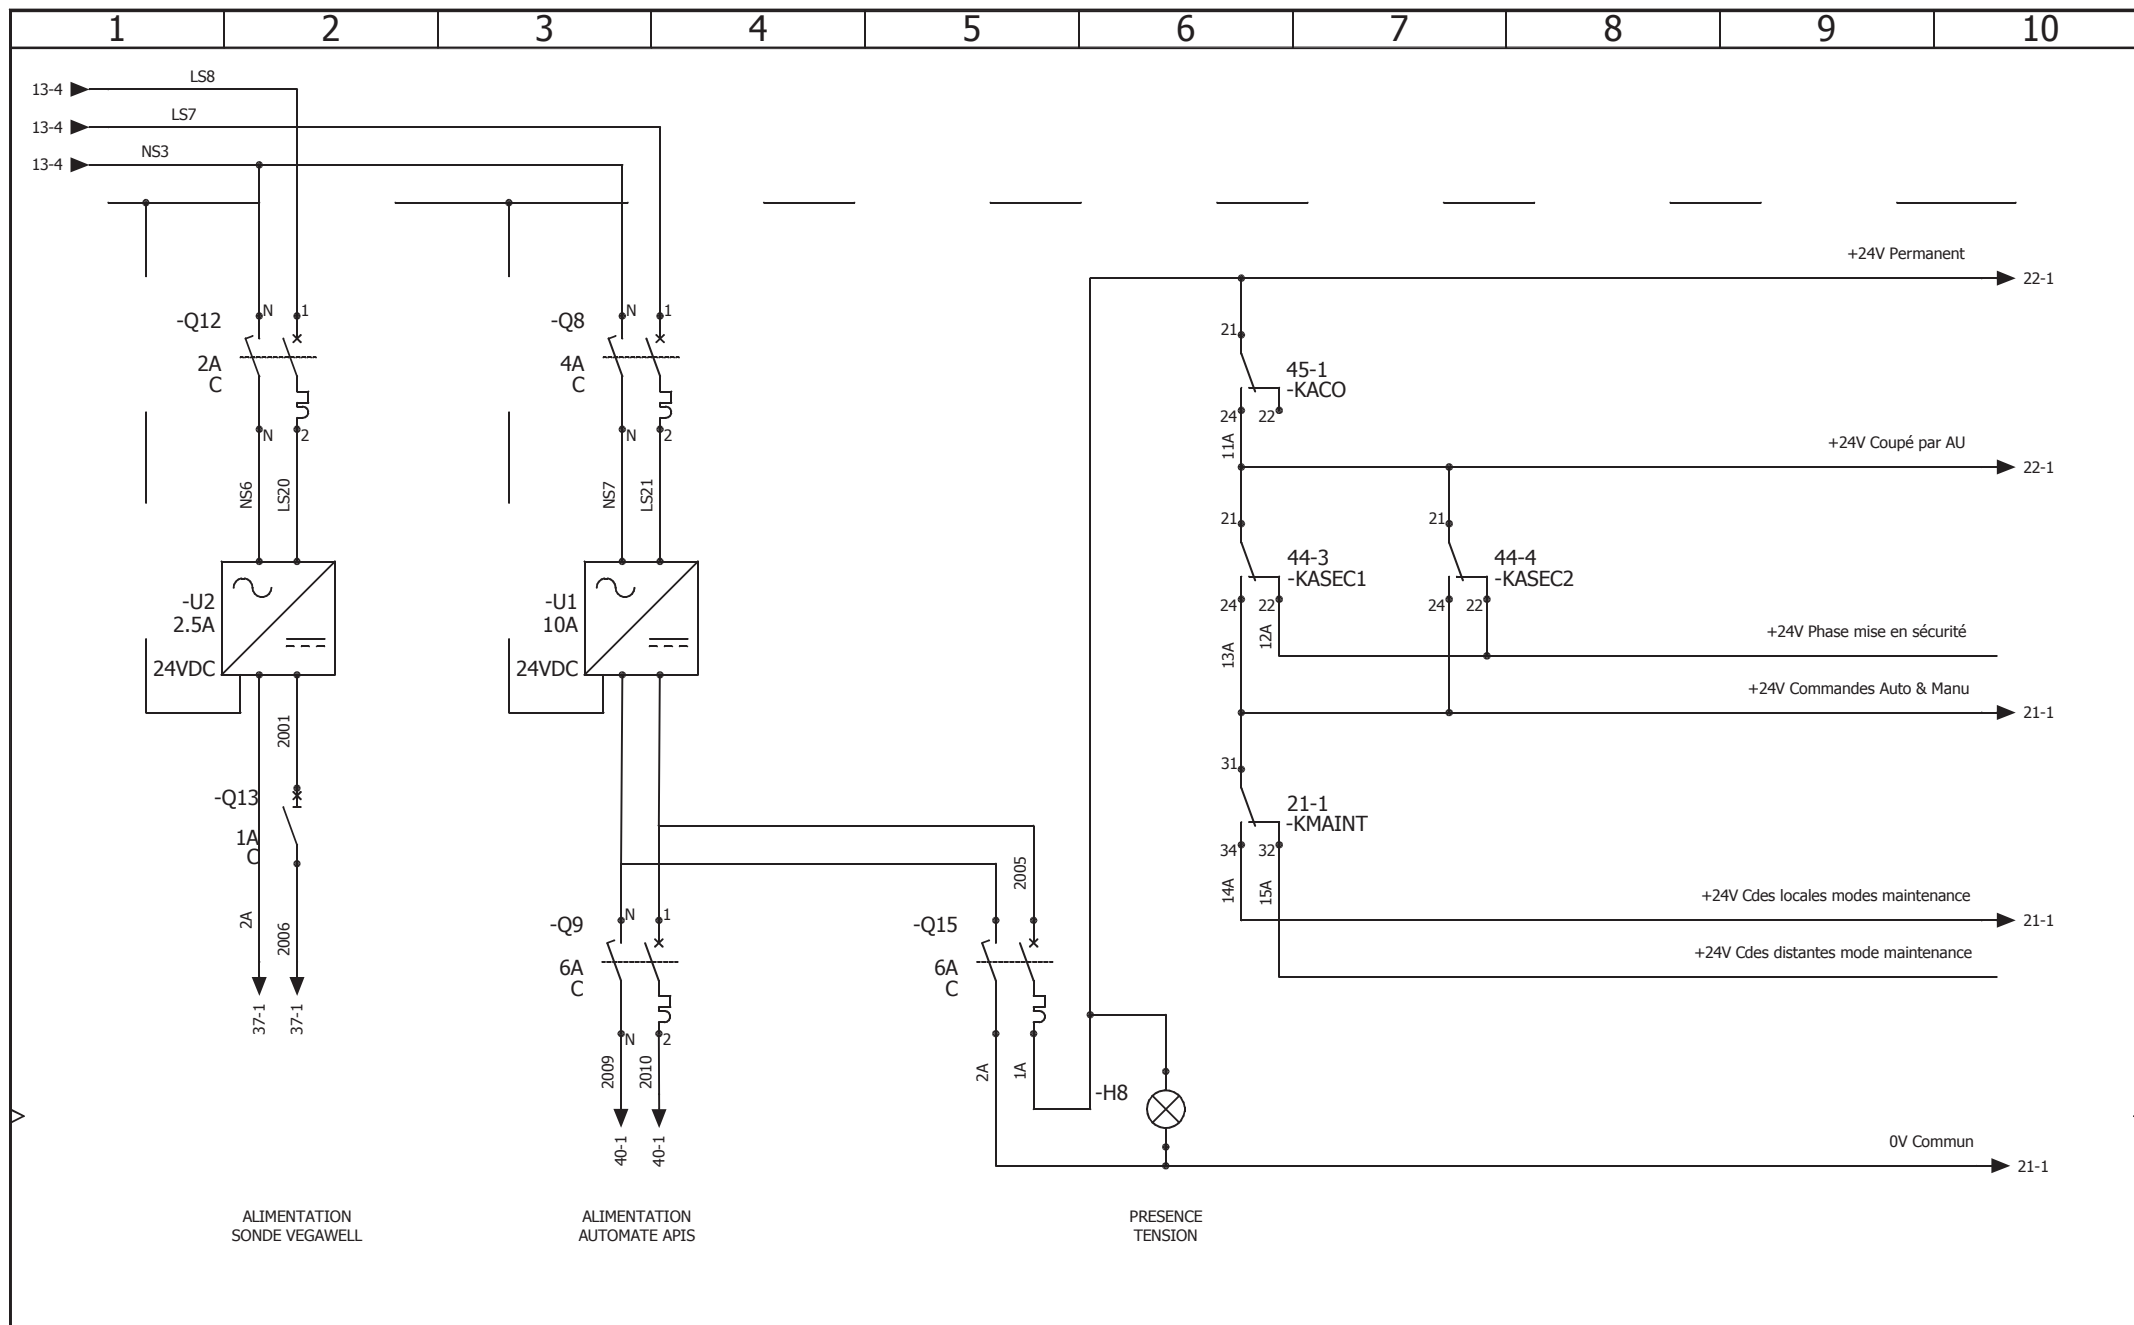 1 2 3 4 5 6 7 8 9 10
LS8
13-4
LS7
13-4
NS3
13-4
+24V Permanent
22-1
-Q12
2A
C
N
1
N
2
-Q8
4A
C
N
1
N
2
21
45-1
-KACO
24
22
11A
+24V Coupé par AU
22-1
NS6
LS20
NS7
LS21
21
44-3
-KASEC1
24
22
13A
12A
21
44-4
-KASEC2
24
22
-U2
2.5A
24VDC
-U1
10A
24VDC
+24V Phase mise en sécurité
+24V Commandes Auto & Manu
21-1
2001
-Q13
1A
C
31
21-1
-KMAINT
34
32
14A
15A
2005
+24V Cdes locales modes maintenance
21-1
+24V Cdes distantes mode maintenance
2A
2006
37-1
37-1
-Q9
6A
C
N
1
N
2
2009
2010
40-1
40-1
-Q15
6A
C
2A
1A
-H8
0V Commun
21-1
ALIMENTATION
SONDE VEGAWELL
ALIMENTATION
AUTOMATE APIS
PRESENCE
TENSION